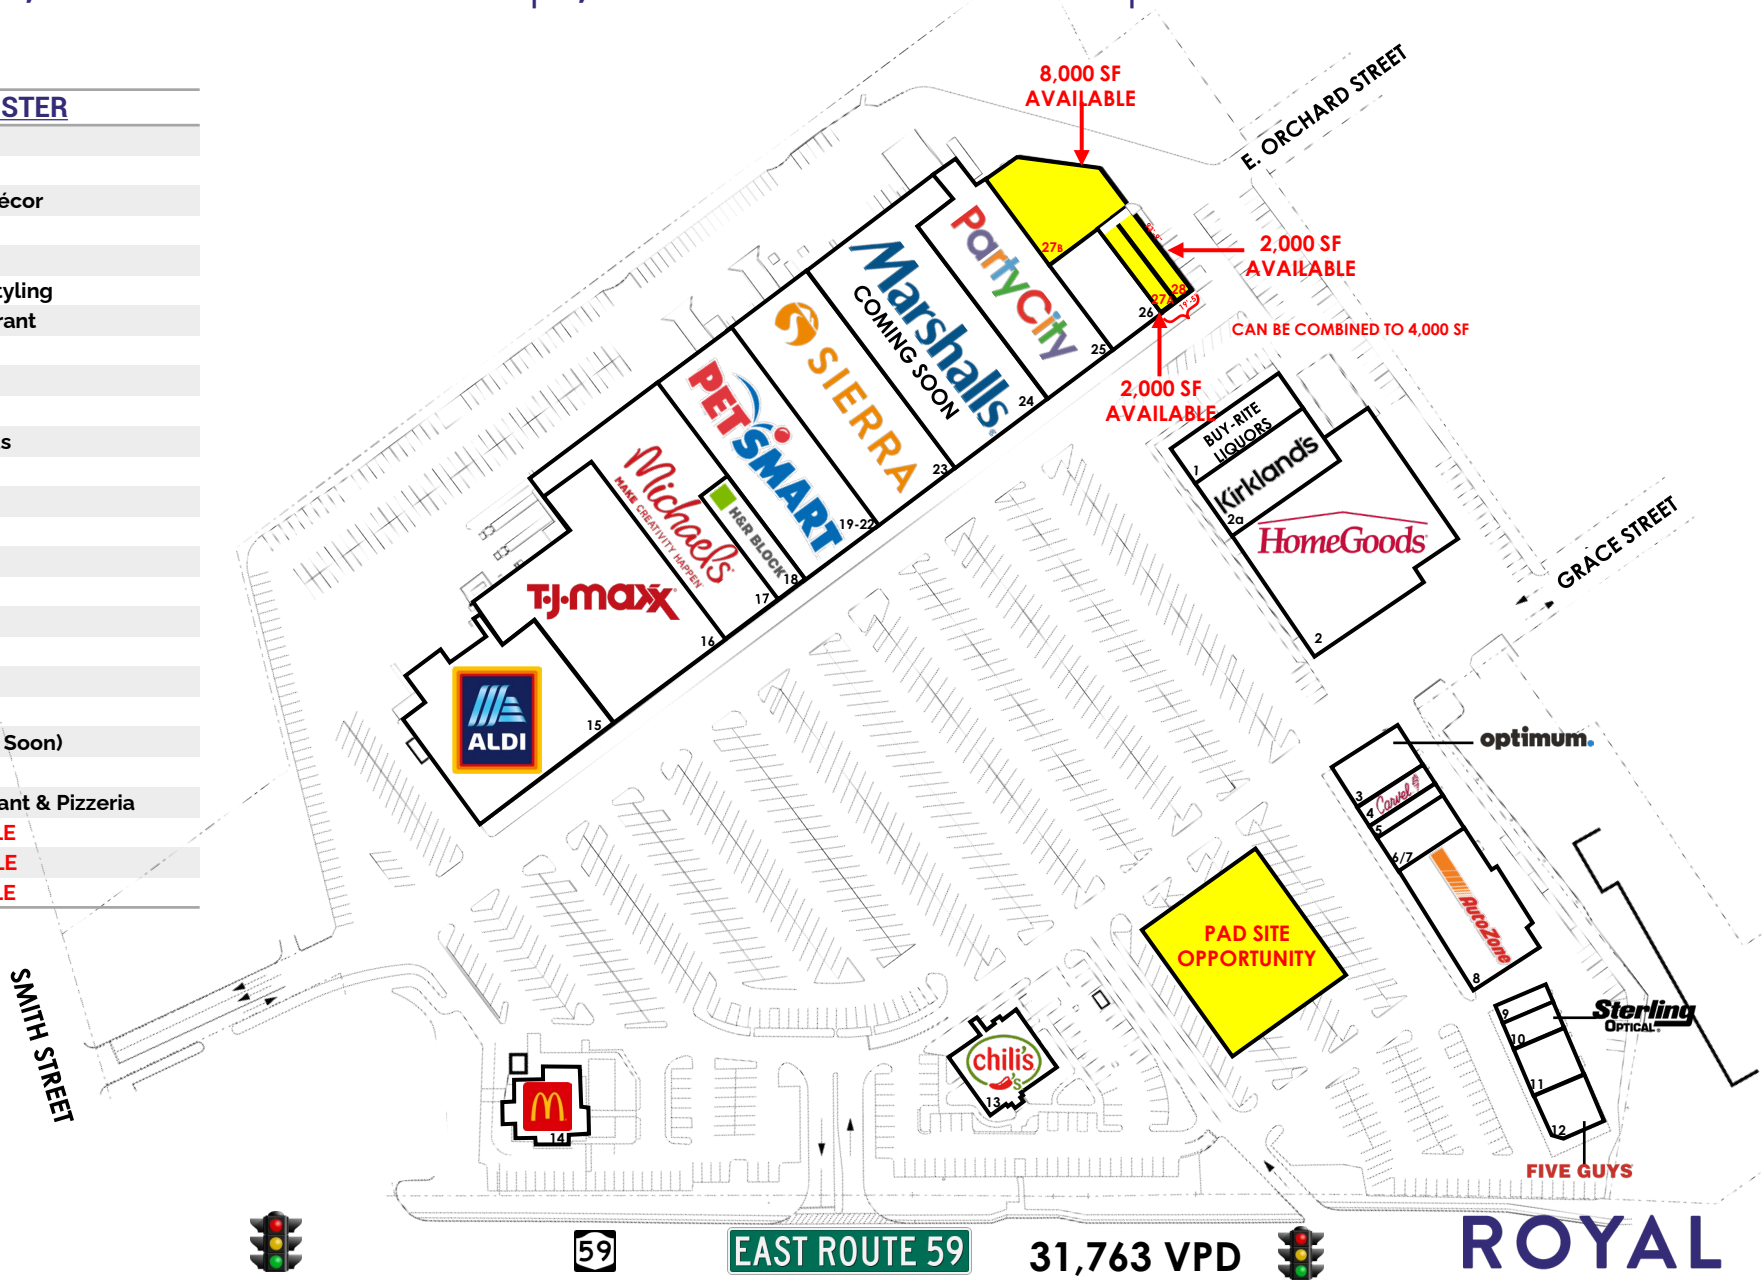 STER
écor
tyling
rant
s
Soon)
ant & Pizzeria
LE
LE
LE
8,000 SF
AVAILABLE
E. ORCHARD STREET
2,000 SF
AVAILABLE
CAN BE COMBINED TO 4,000 SF
2,000 SF
AVAILABLE
27B
27A
28
26
19'-5"
PartyCity
25
Marshalls
COMING SOON
24
SIERRA
23
PETSMART
19-22
H&R BLOCK
18
Michaels
MAKE CREATIVITY HAPPEN
17
T·J·maxx
16
ALDI
15
BUY-RITE
LIQUORS
1
Kirkland's
2a
HomeGoods
2
GRACE STREET
optimum.
3
Carvel
4
5
6/7
AutoZone
8
PAD SITE
OPPORTUNITY
9
Sterling
OPTICAL
10
11
12
FIVE GUYS
chili's
13
M
14
SMITH STREET
59
EAST ROUTE 59
31,763 VPD
ROYAL